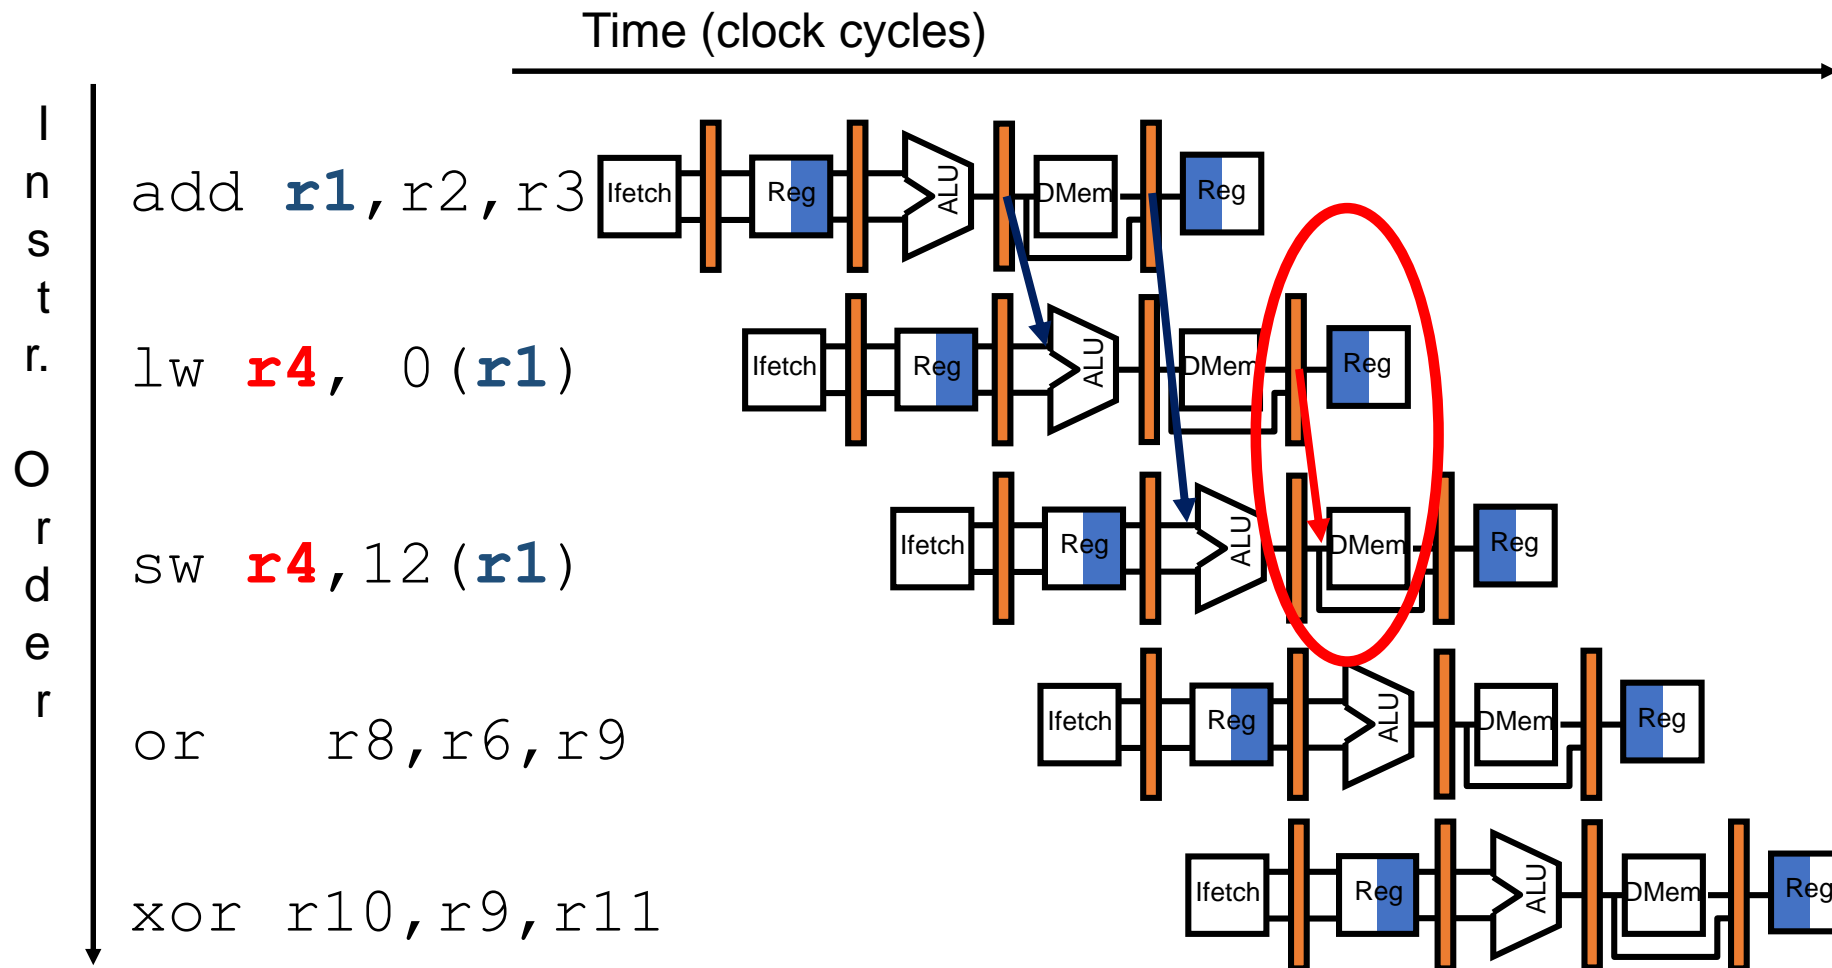 Time (clock cycles)
Instr. Order
add r1,r2,r3
Ifetch Reg ALU DMem Reg
lw r4, 0(r1)
Ifetch Reg ALU DMem Reg
sw r4,12(r1)
Ifetch Reg ALU DMem Reg
or r8,r6,r9
Ifetch Reg ALU DMem Reg
xor r10,r9,r11
Ifetch Reg ALU DMem Reg